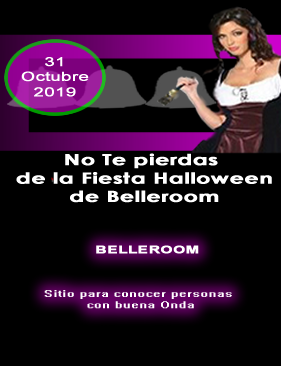 31
Octubre
2019
No Te pierdas
de la Fiesta Halloween
de Belleroom
BELLEROOM
Sitio para conocer personas
con buena Onda